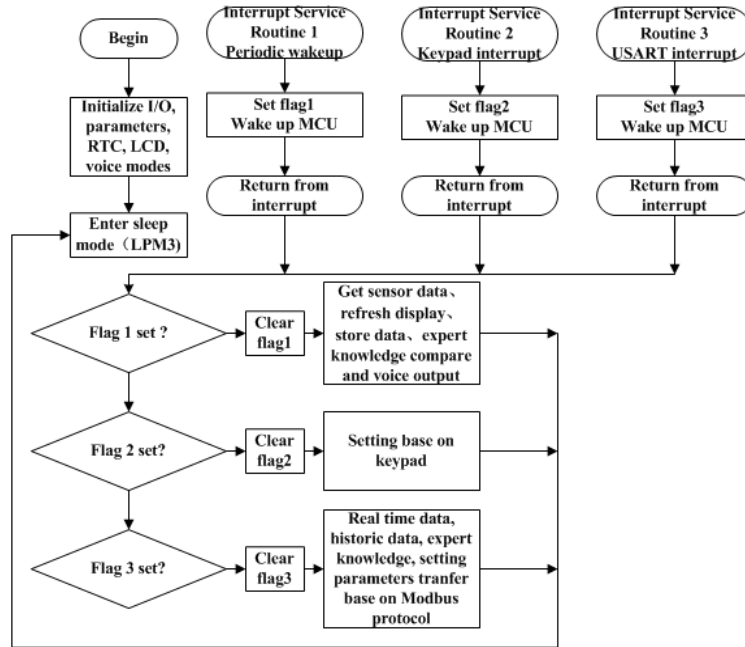 Begin
Initialize I/O,
parameters,
RTC, LCD,
voice modes
Enter sleep
mode（LPM3)
Interrupt Service
Routine 1
Periodic wakeup
Set flag1
Wake up MCU
Return from
interrupt
Interrupt Service
Routine 2
Keypad interrupt
Set flag2
Wake up MCU
Return from
interrupt
Interrupt Service
Routine 3
USART interrupt
Set flag3
Wake up MCU
Return from
interrupt
Flag 1 set ?
Clear
flag1
Get sensor data、
refresh display、
store data、expert
knowledge compare
and voice output
Flag 2 set?
Clear
flag2
Setting base on
keypad
Flag 3 set?
Clear
flag3
Real time data,
historic data, expert
knowledge, setting
parameters tranfer
base on Modbus
protocol